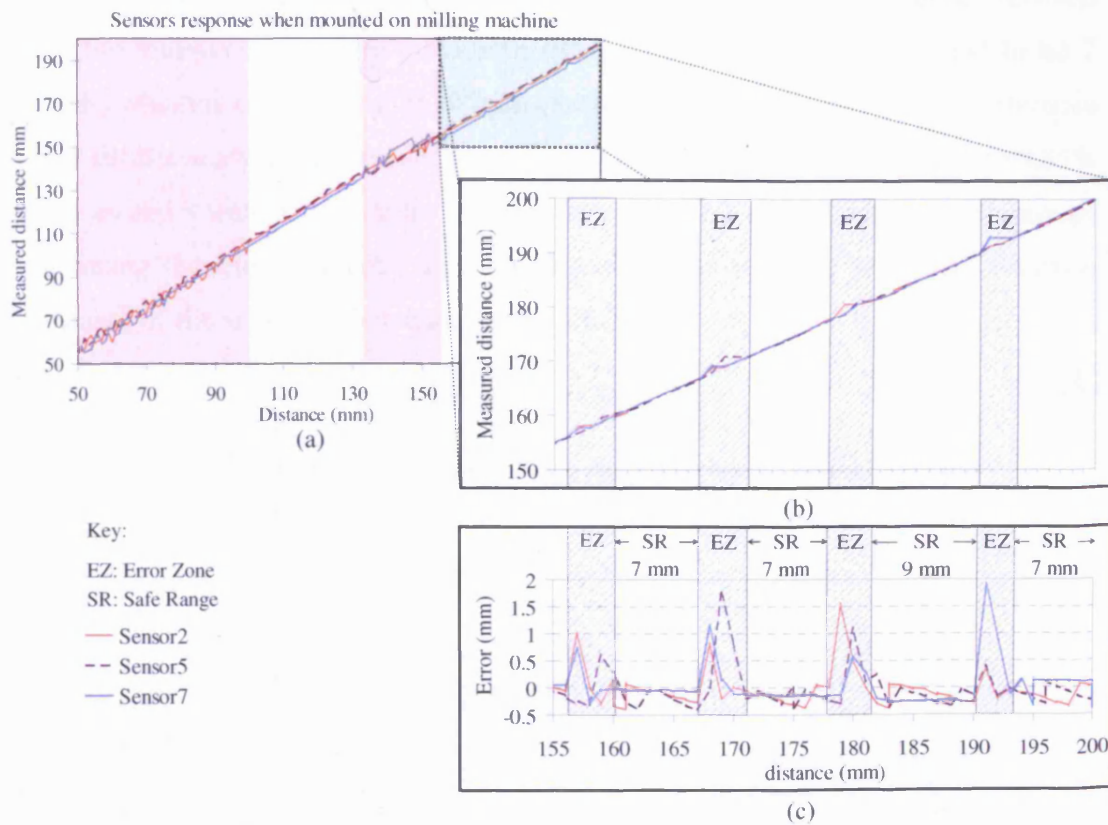 Sensors response when mounted on milling machine
190
170
150
130
110
90
70
50
Measured distance (mm
50 70 90 110 130 150
Distance (mm)
(a)
200
190
180
170
160
150
Measured distance (mm)
EZ EZ EZ EZ
(b)
Key:
EZ: Error Zone
SR: Safe Range
Sensor2
Sensor5
Sensor7
EZ SR EZ SR EZ SR EZ SR
7 mm 7 mm 9 mm 7 mm
2
1.5
1
0.5
0
-0.5
Error (mm)
155 160 165 170 175 180 185 190 195 200
distance (mm)
(c)